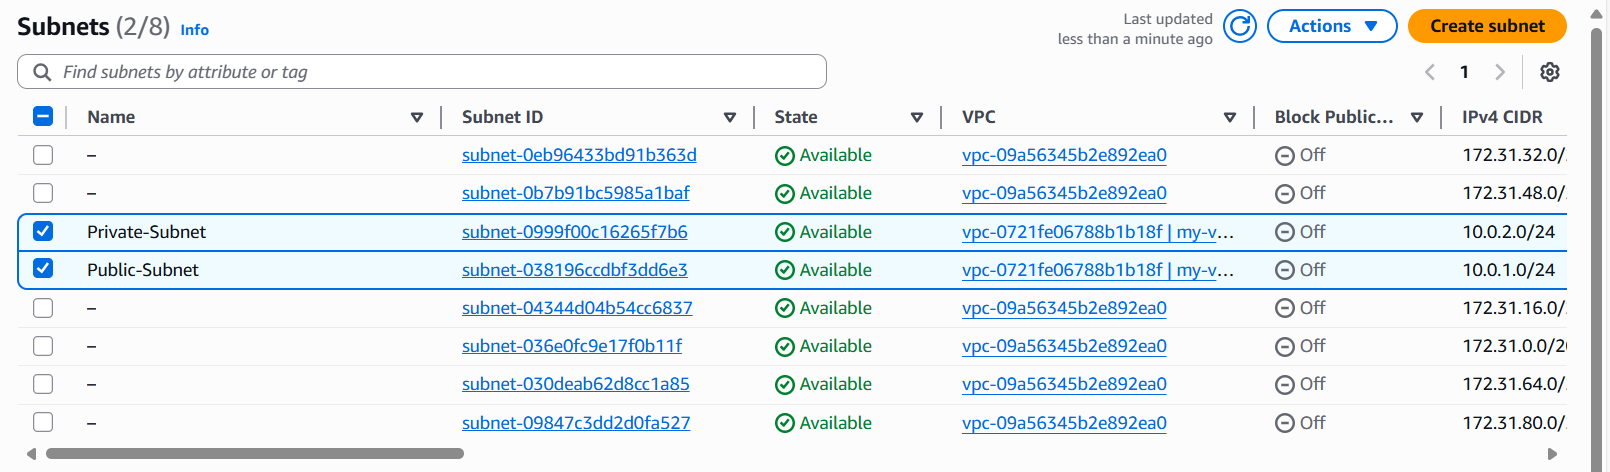 Subnets (2/8) Info
Last updated
less than a minute ago
Actions
Create subnet
Find subnets by attribute or tag
1
Name Subnet ID State VPC Block Public... IPv4 CIDR
– subnet-0eb96433bd91b363d Available vpc-09a56345b2e892ea0 Off 172.31.32.0/
– subnet-0b7b91bc5985a1baf Available vpc-09a56345b2e892ea0 Off 172.31.48.0/
Private-Subnet subnet-0999f00c16265f7b6 Available vpc-0721fe06788b1b18f | my-v... Off 10.0.2.0/24
Public-Subnet subnet-038196ccdbf3dd6e3 Available vpc-0721fe06788b1b18f | my-v... Off 10.0.1.0/24
– subnet-04344d04b54cc6837 Available vpc-09a56345b2e892ea0 Off 172.31.16.0/
– subnet-036e0fc9e17f0b11f Available vpc-09a56345b2e892ea0 Off 172.31.0.0/20
– subnet-030deab62d8cc1a85 Available vpc-09a56345b2e892ea0 Off 172.31.64.0/
– subnet-09847c3dd2d0fa527 Available vpc-09a56345b2e892ea0 Off 172.31.80.0/